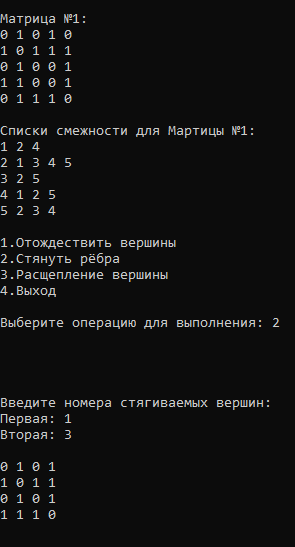 Матрица №1:
0 1 0 1 0
1 0 1 1 1
0 1 0 0 1
1 1 0 0 1
0 1 1 1 0
Списки смежности для Мартицы №1:
1 2 4
2 1 3 4 5
3 2 5
4 1 2 5
5 2 3 4
1.Отождествить вершины
2.Стянуть рёбра
3.Расщепление вершины
4.Выход
Выберите операцию для выполнения: 2
Введите номера стягиваемых вершин:
Первая: 1
Вторая: 3
0 1 0 1
1 0 1 1
0 1 0 1
1 1 1 0